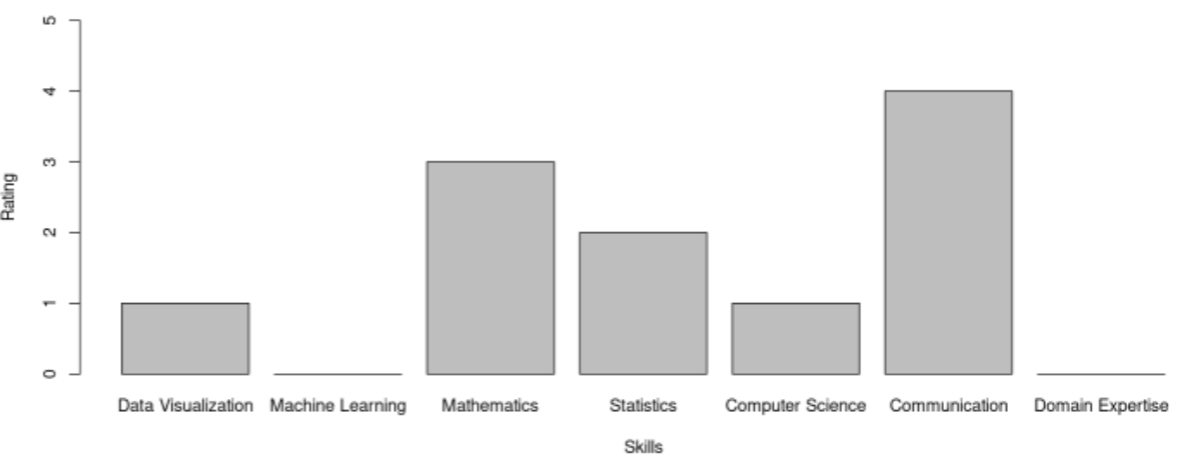 5
4
3
2
1
0
Rating
Data Visualization Machine Learning Mathematics Statistics Computer Science Communication Domain Expertise
Skills